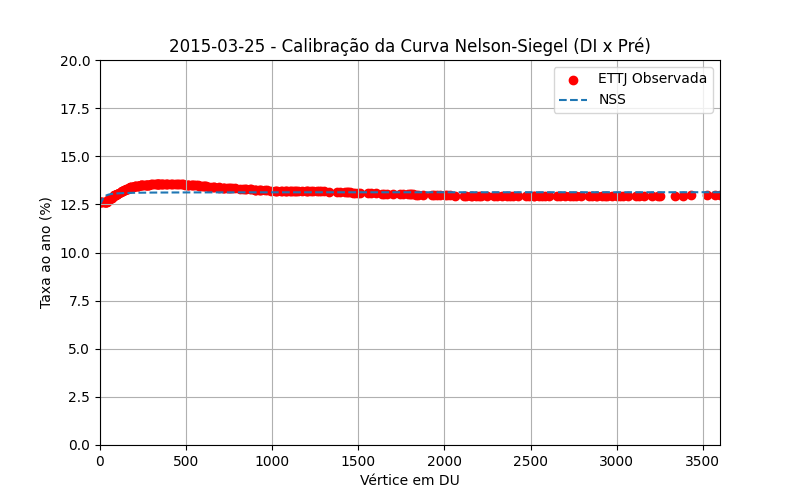 2015-03-25 - Calibração da Curva Nelson-Siegel (DI x Pré)
ETTJ Observada
NSS
20.0
17.5
15.0
12.5
10.0
7.5
5.0
2.5
0.0
Taxa ao ano (%)
0 500 1000 1500 2000 2500 3000 3500
Vértice em DU